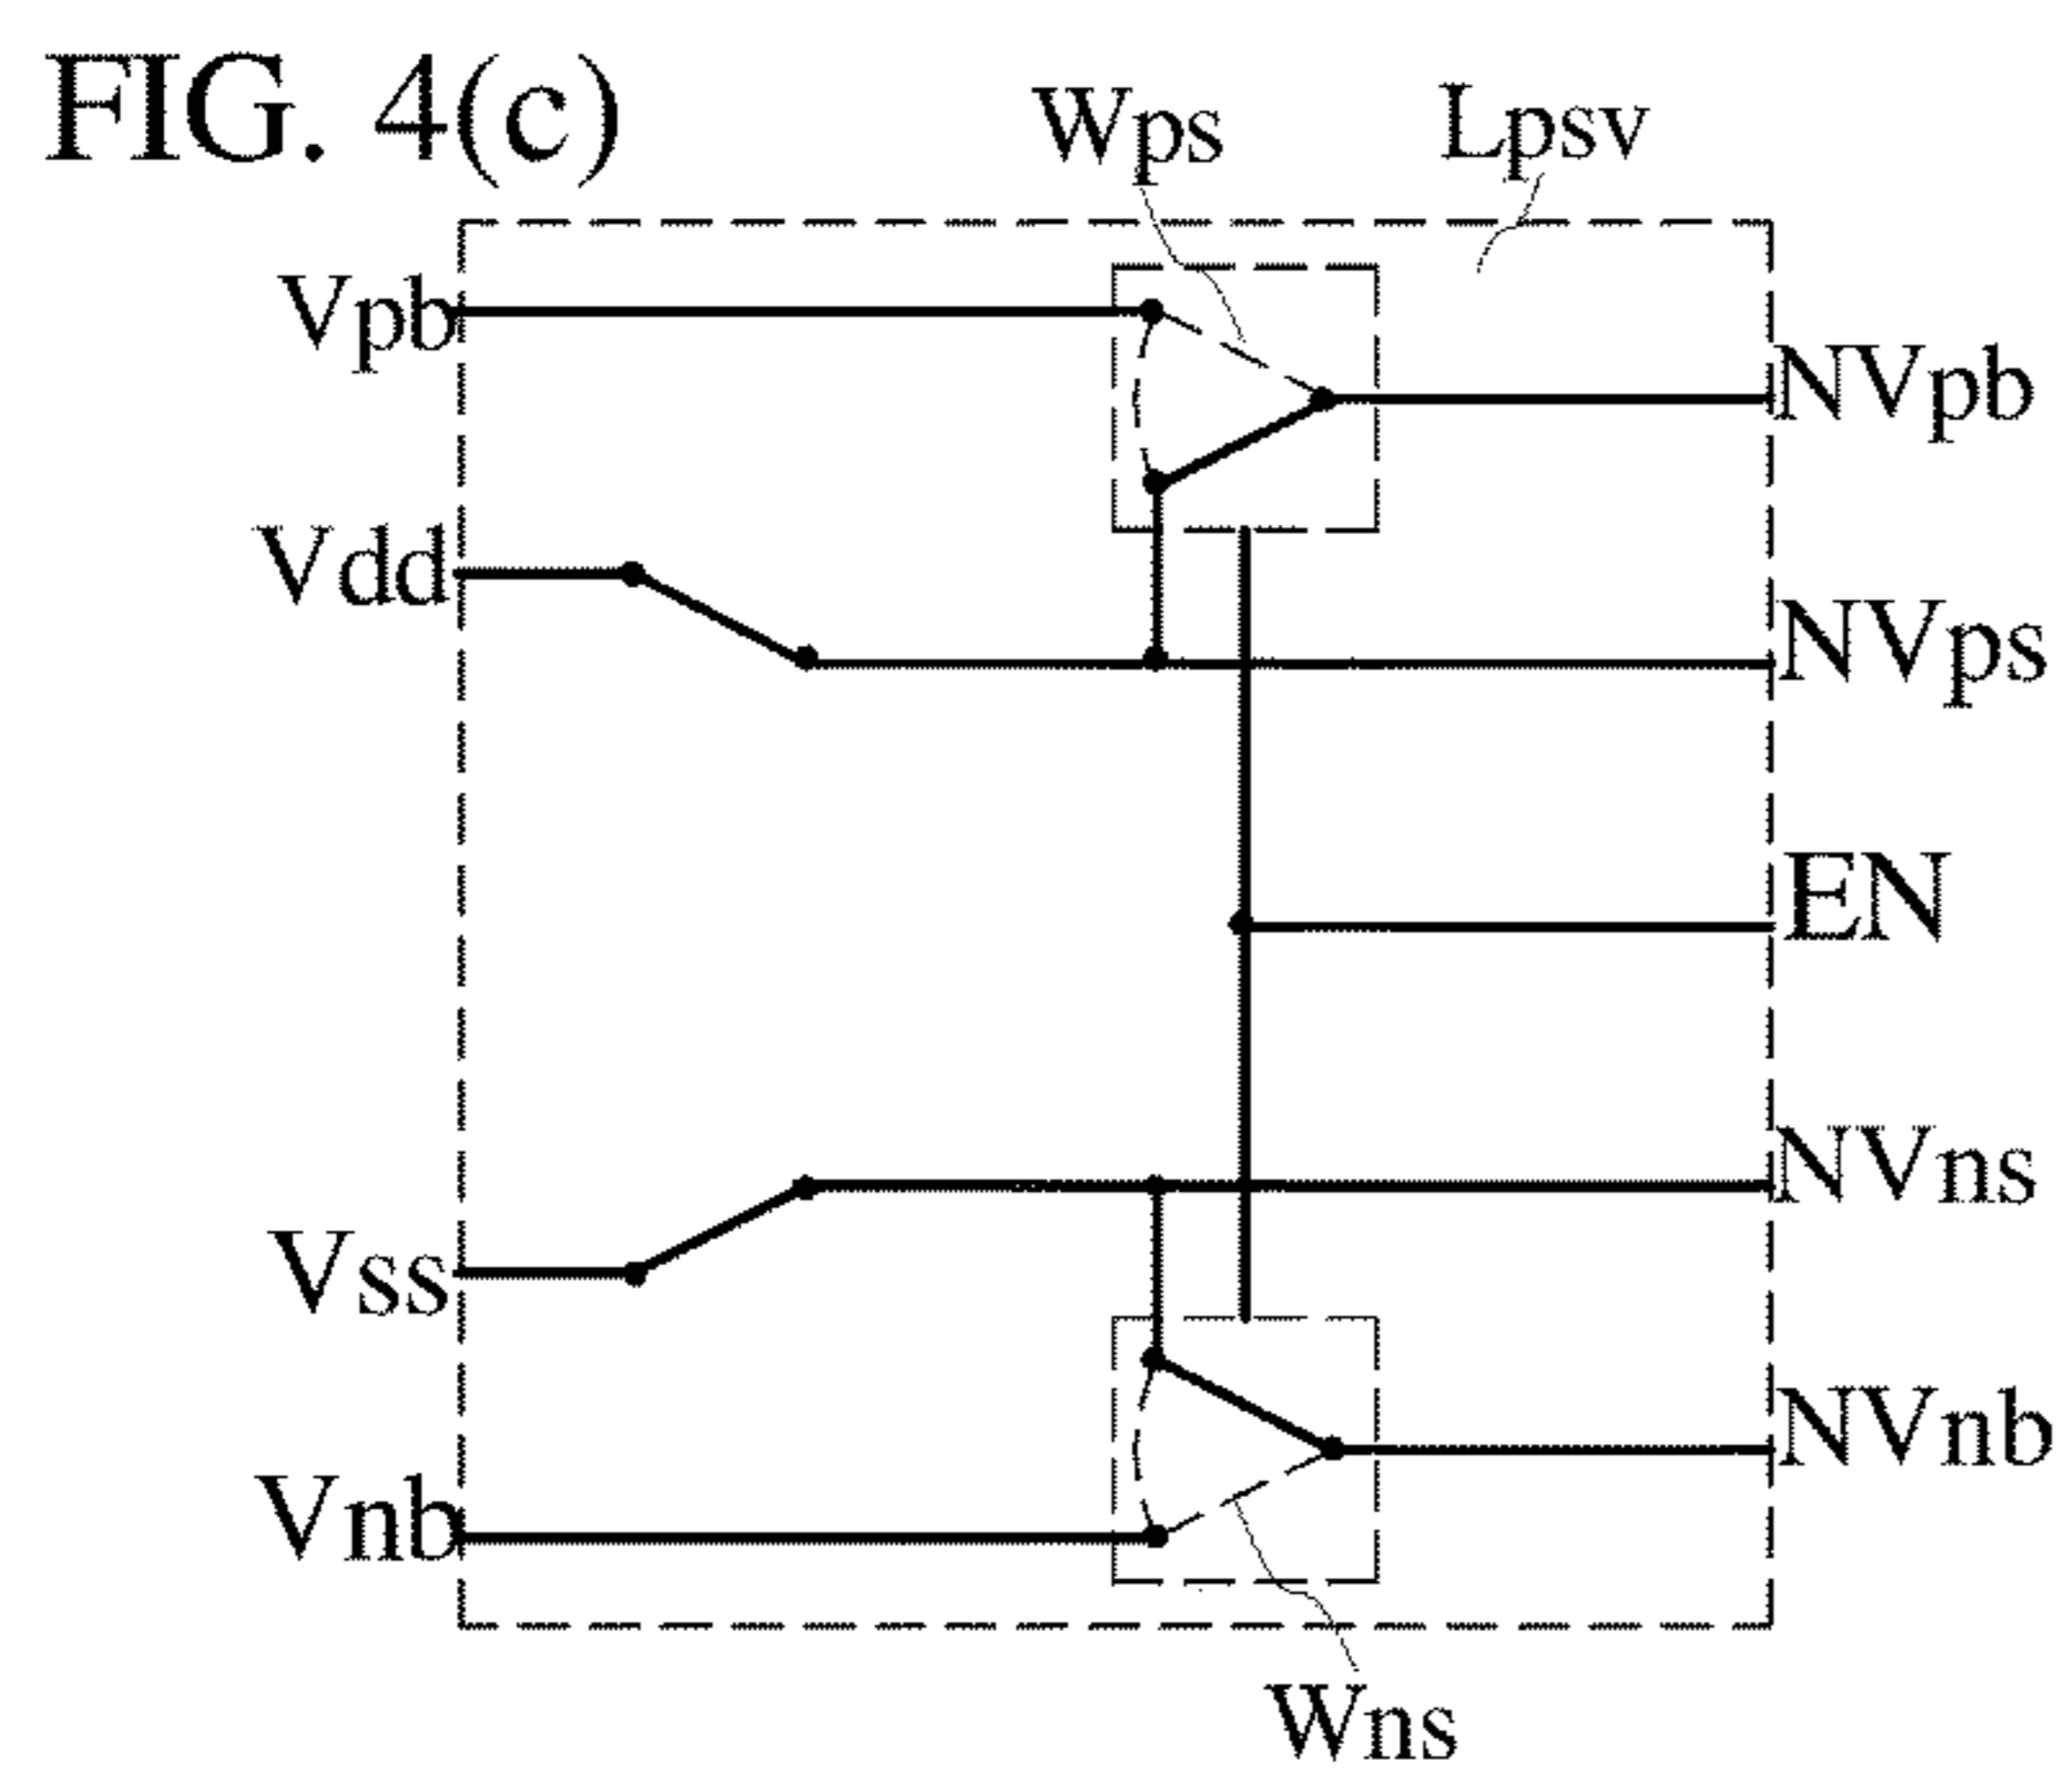 FIG. 4(c)
Wps
Lpsv
Vpb
NVpb
Vdd
NVps
EN
NVns
Vss
NVnb
Vnb
Wns